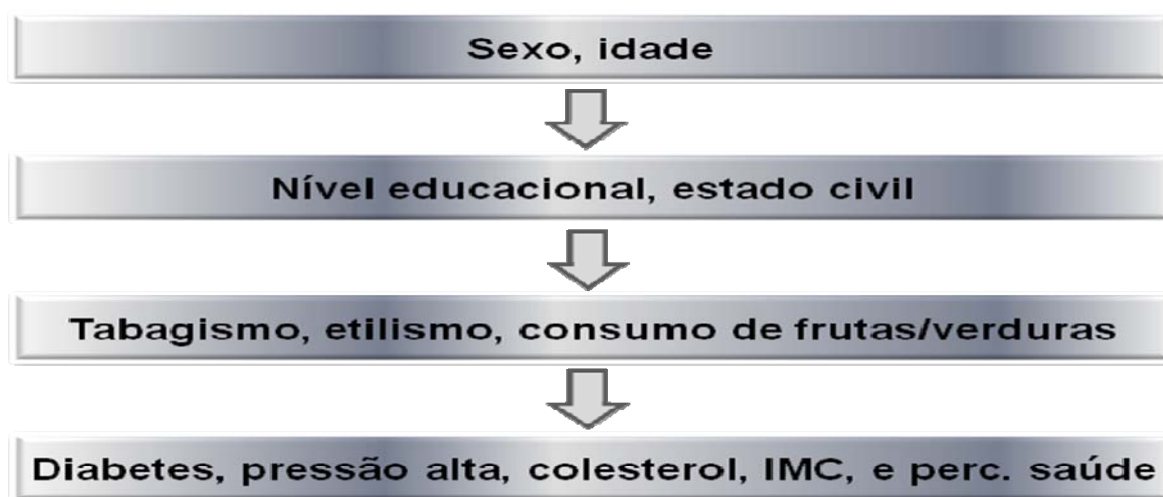 Sexo, idade
Nível educacional, estado civil
Tabagismo, etilismo, consumo de frutas/verduras
Diabetes, pressão alta, colesterol, IMC, e perc. saúde